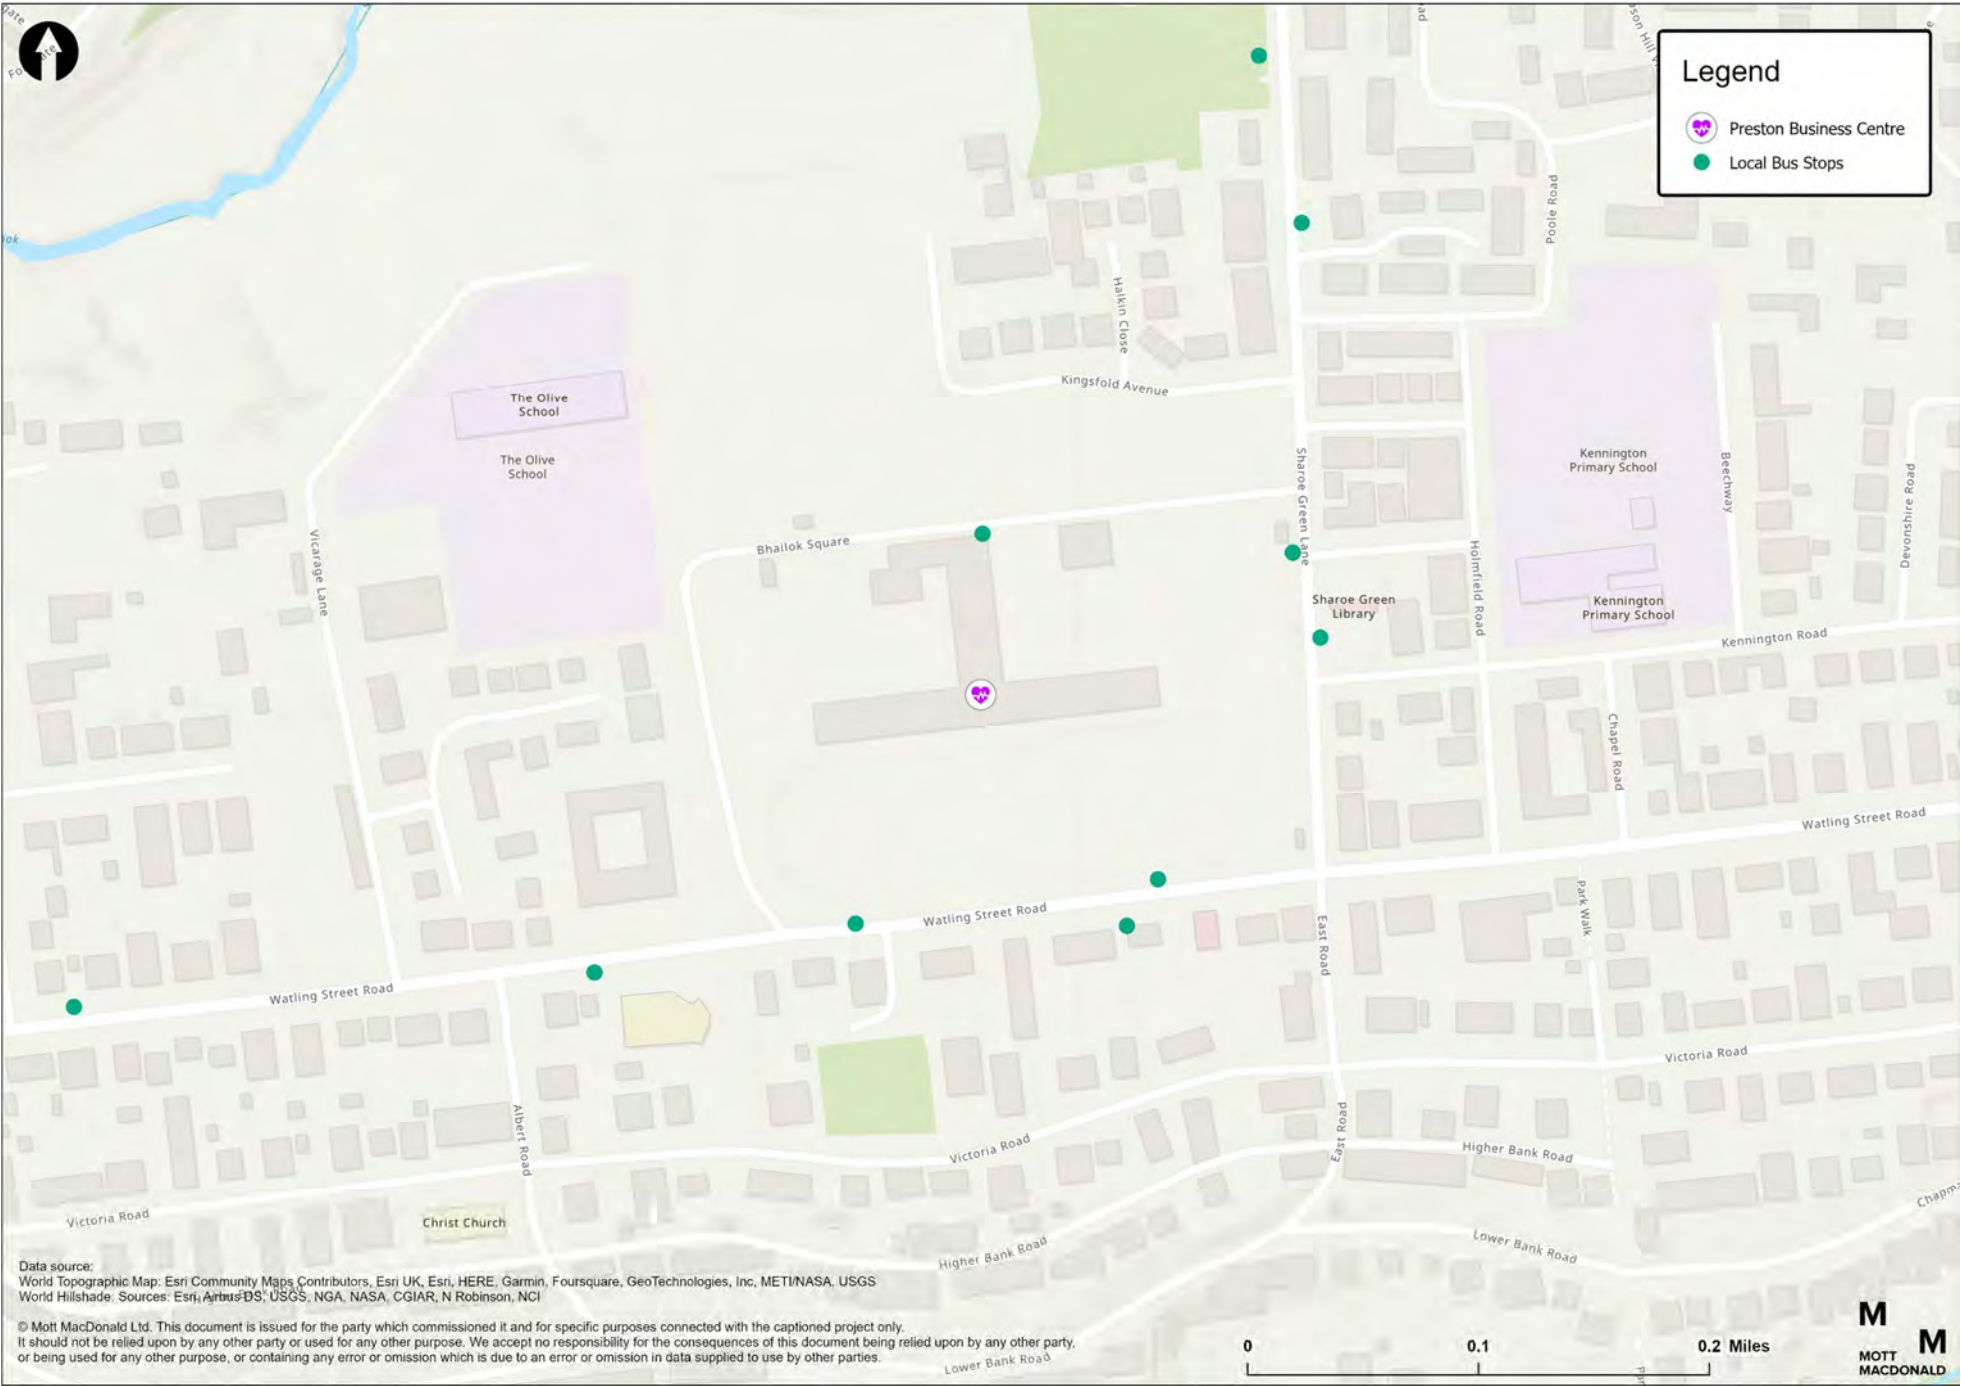 Legend
Preston Business Centre
Local Bus Stops
Poole Road
Halkin Close
Kingsfold Avenue
The Olive
School
The Olive
School
Kennington
Primary School
Beechway
Devonshire Road
Sharoe Green Lane
Vicarage Lane
Bhailok Square
Holmfield Road
Sharoe Green
Library
Kennington
Primary School
Kennington Road
Chapel Road
Watling Street Road
Watling Street Road
Park Walk
East Road
Watling Street Road
Victoria Road
Albert Road
East Road
Victoria Road
Higher Bank Road
Victoria Road
Christ Church
Higher Bank Road
Lower Bank Road
Data source:
World Topographic Map: Esri Community Maps Contributors, Esri UK, Esri, HERE, Garmin, Foursquare, GeoTechnologies, Inc, METI/NASA, USGS
World Hillshade: Sources: Esri, Airbus DS, USGS, NGA, NASA, CGIAR, N Robinson, NCI
© Mott MacDonald Ltd. This document is issued for the party which commissioned it and for specific purposes connected with the captioned project only.
It should not be relied upon by any other party or used for any other purpose. We accept no responsibility for the consequences of this document being relied upon by any other party,
or being used for any other purpose, or containing any error or omission which is due to an error or omission in data supplied to use by other parties.
Lower Bank Road
0 0.1 0.2 Miles
M
M
MOTT
MACDONALD